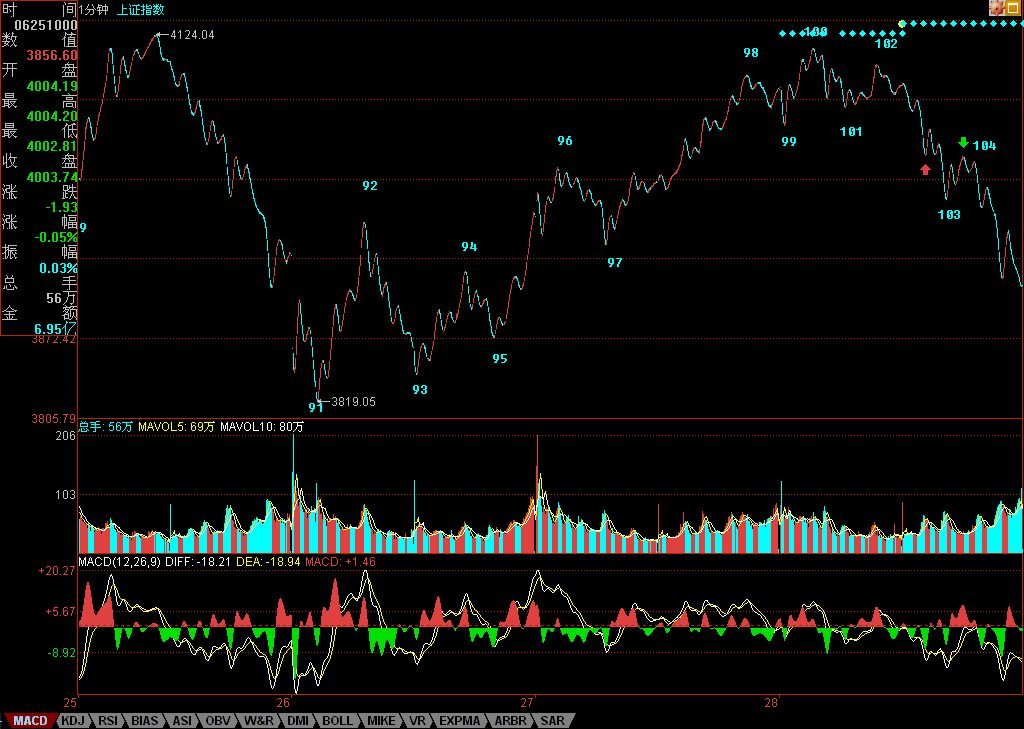 时 间 1分钟 上证指数
06251000
数 值
3856.60
开 盘
4004.19
最 高
4004.20
最 低
4002.81
收 盘
4003.74
涨 跌
-1.93
涨 幅
-0.05%
振 幅
0.03%
总 手
56万
金 额
6.95亿
3872.42
3805.79
4124.04
9
91
3819.05
92
93
94
95
96
97
98
99
100
101
102
103
104
总手: 56万 MAVOL5: 69万 MAVOL10: 80万
206
103
MACD(12,26,9) DIFF: -18.21 DEA: -18.94 MACD: +1.46
+20.27
+5.67
-8.92
25 26 27 28
MACD KDJ RSI BIAS ASI OBV W&R DMI BOLL MIKE VR EXPMA ARBR SAR